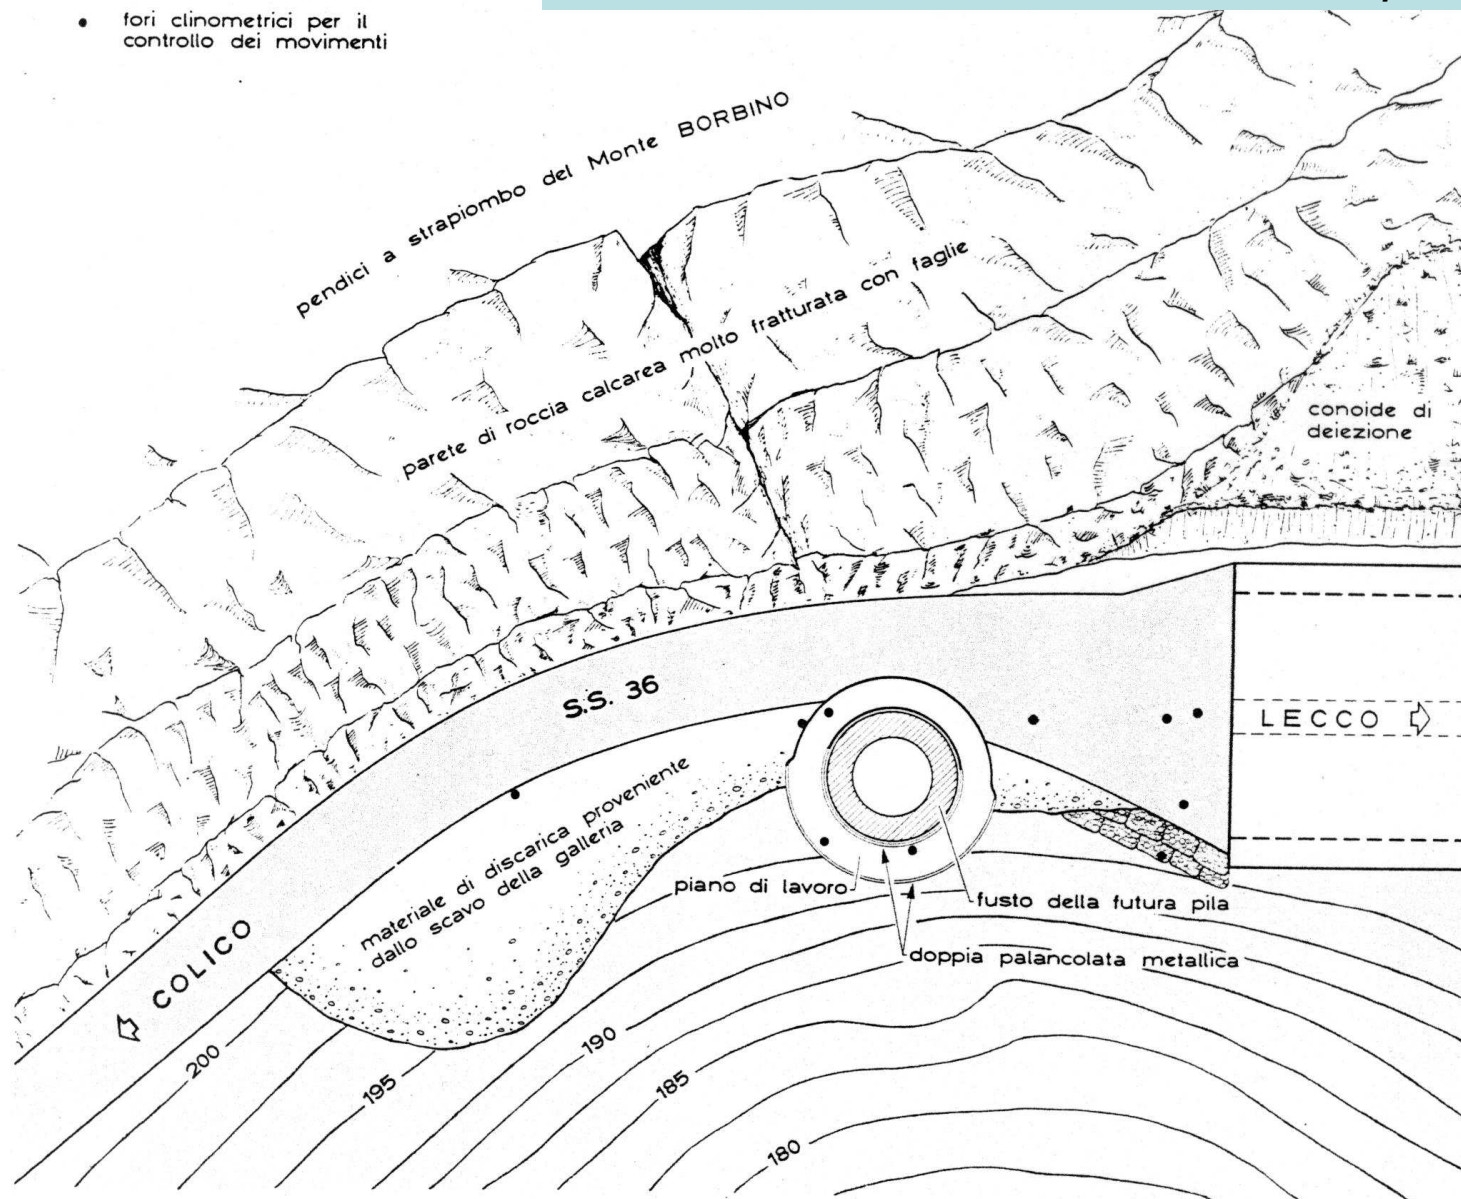 fori clinometrici per il
controllo dei movimenti
pendici a strapiombo del Monte BORBINO
parete di roccia calcarea molto fratturata con faglie
conoide di
deiezione
S.S. 36
LECCO
materiale di discarica proveniente
dallo scavo della galleria
piano di lavoro
fusto della futura pila
doppia palancolata metallica
COLICO
200
195
190
185
180